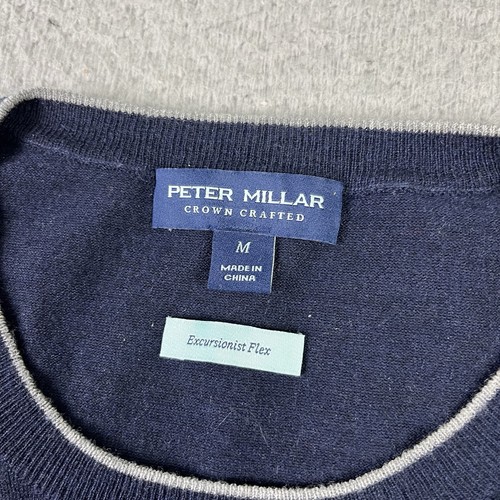 PETER MILLAR
CROWN CRAFTED
M
MADE IN
CHINA
Excursionist Flex